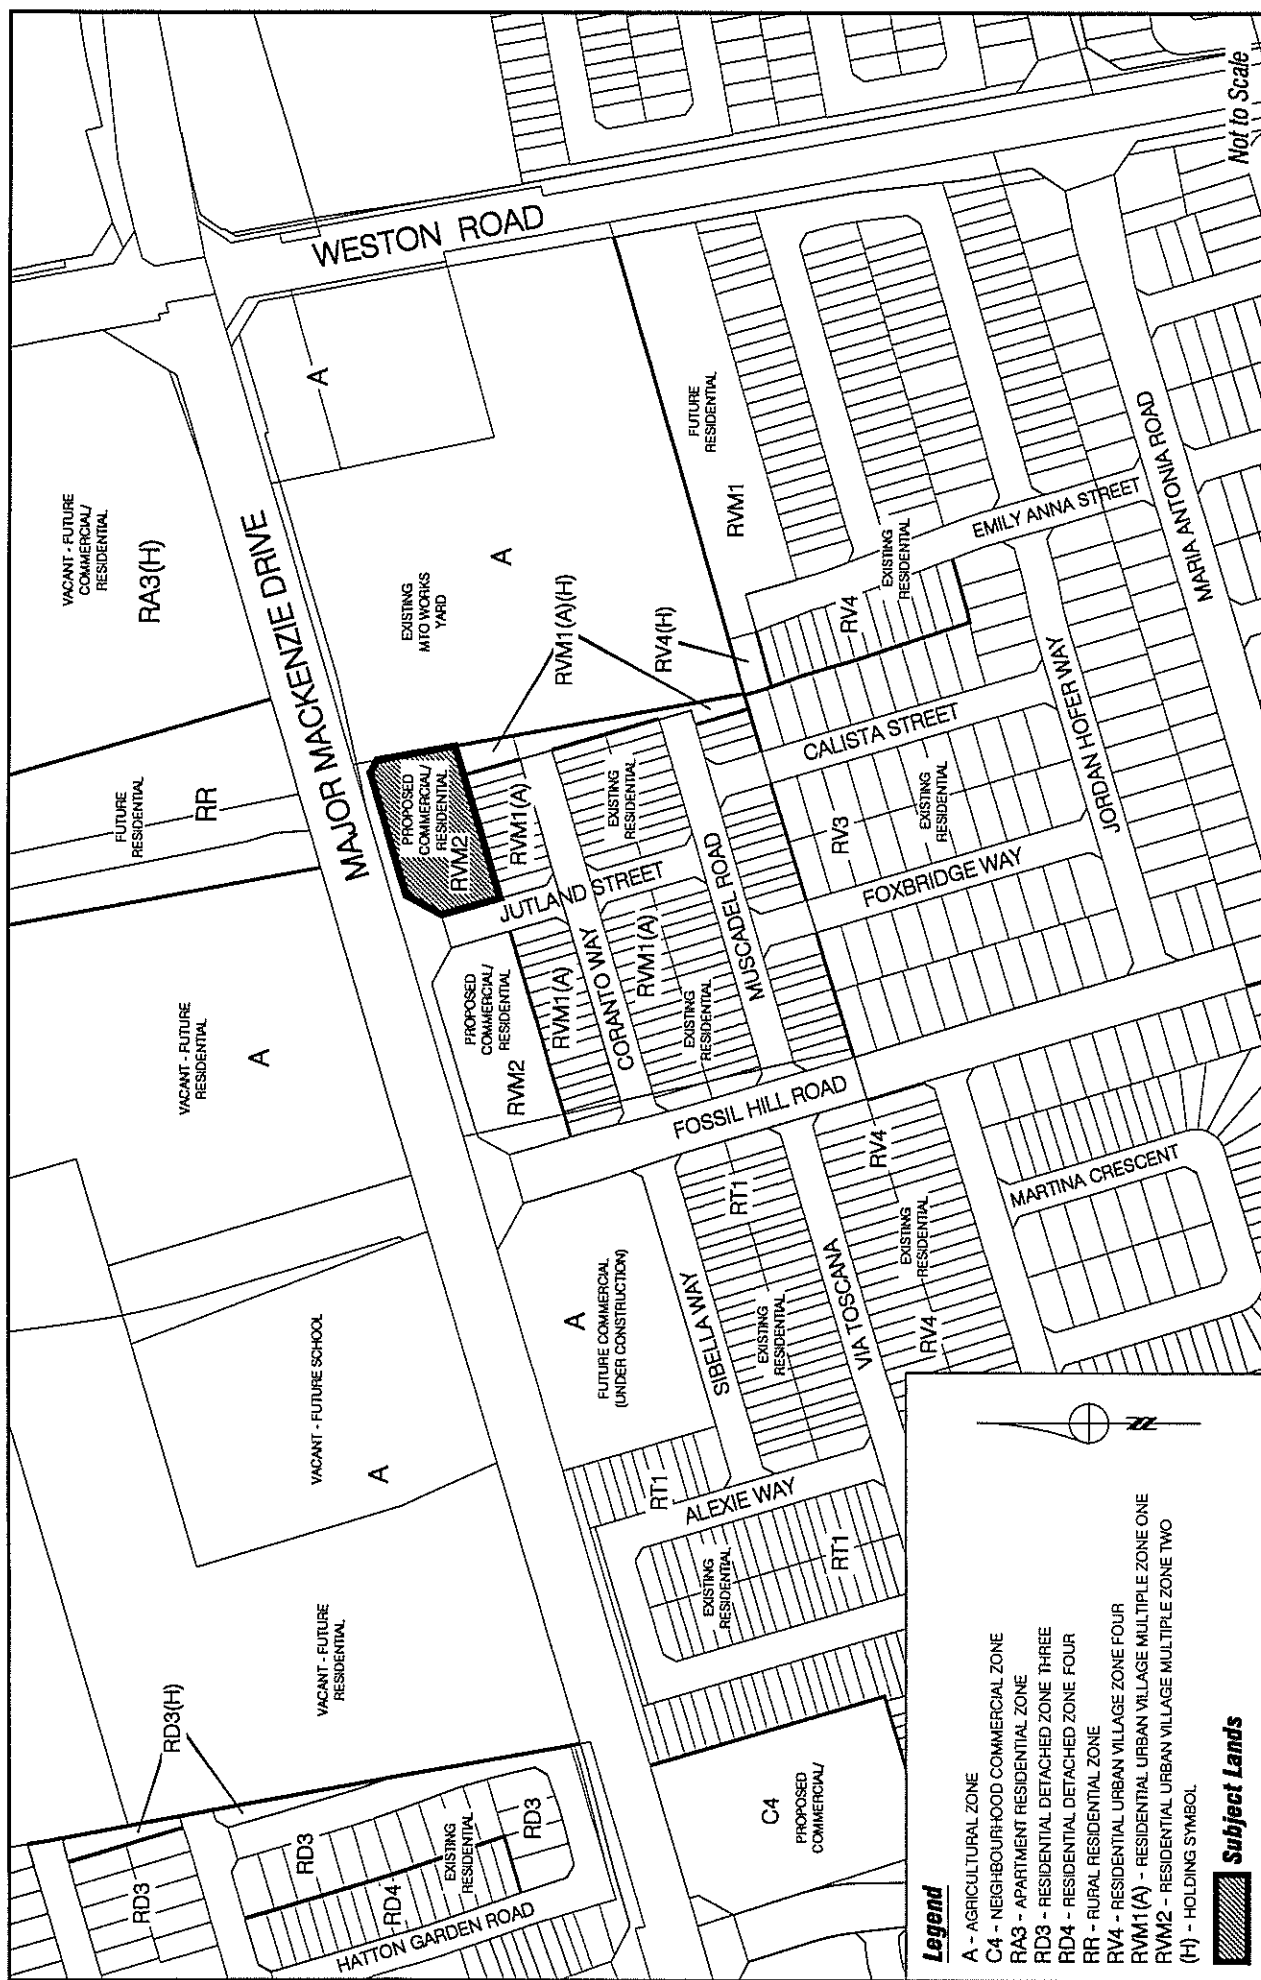 WESTON ROAD
Not to Scale
A
VACANT - FUTURE
COMMERCIAL/
RESIDENTIAL
RA3(H)
MAJOR MACKENZIE DRIVE
EXISTING
MTO WORKS
YARD
A
FUTURE
RESIDENTIAL
RVM1
EMILY ANNA STREET
MARIA ANTONIA ROAD
RVM1(A)(H)
RV4(H)
EXISTING
RESIDENTIAL
RV4
FUTURE
RESIDENTIAL
RR
PROPOSED
COMMERCIAL/
RESIDENTIAL
RVM2
RVM1(A)
EXISTING
RESIDENTIAL
CALISTA STREET
JORDAN HOFER WAY
JUTLAND STREET
MUSCADEL ROAD
RV3
EXISTING
RESIDENTIAL
FOXBRIDGE WAY
VACANT - FUTURE
RESIDENTIAL
A
PROPOSED
COMMERCIAL/
RESIDENTIAL
RVM2
RVM1(A)
CORANTO WAY
RVM1(A)
EXISTING
RESIDENTIAL
FOSSIL HILL ROAD
RV4
MARTINA CRESCENT
RT1
EXISTING
RESIDENTIAL
VACANT - FUTURE SCHOOL
A
A
FUTURE COMMERCIAL
(UNDER CONSTRUCTION)
SIBELLA WAY
EXISTING
RESIDENTIAL
VIA TOSCANA
RV4
RT1
ALEXIE WAY
EXISTING
RESIDENTIAL
RT1
VACANT - FUTURE
RESIDENTIAL
RD3(H)
C4
PROPOSED
COMMERCIAL/
RD3
RD3
RD3
EXISTING
RESIDENTIAL
RD4
HATTON GARDEN ROAD
N
Legend
A - AGRICULTURAL ZONE
C4 - NEIGHBOURHOOD COMMERCIAL ZONE
RA3 - APARTMENT RESIDENTIAL ZONE
RD3 - RESIDENTIAL DETACHED ZONE THREE
RD4 - RESIDENTIAL DETACHED ZONE FOUR
RR - RURAL RESIDENTIAL ZONE
RV4 - RESIDENTIAL URBAN VILLAGE ZONE FOUR
RVM1(A) - RESIDENTIAL URBAN VILLAGE MULTIPLE ZONE ONE
RVM2 - RESIDENTIAL URBAN VILLAGE MULTIPLE ZONE TWO
(H) - HOLDING SYMBOL
Subject Lands